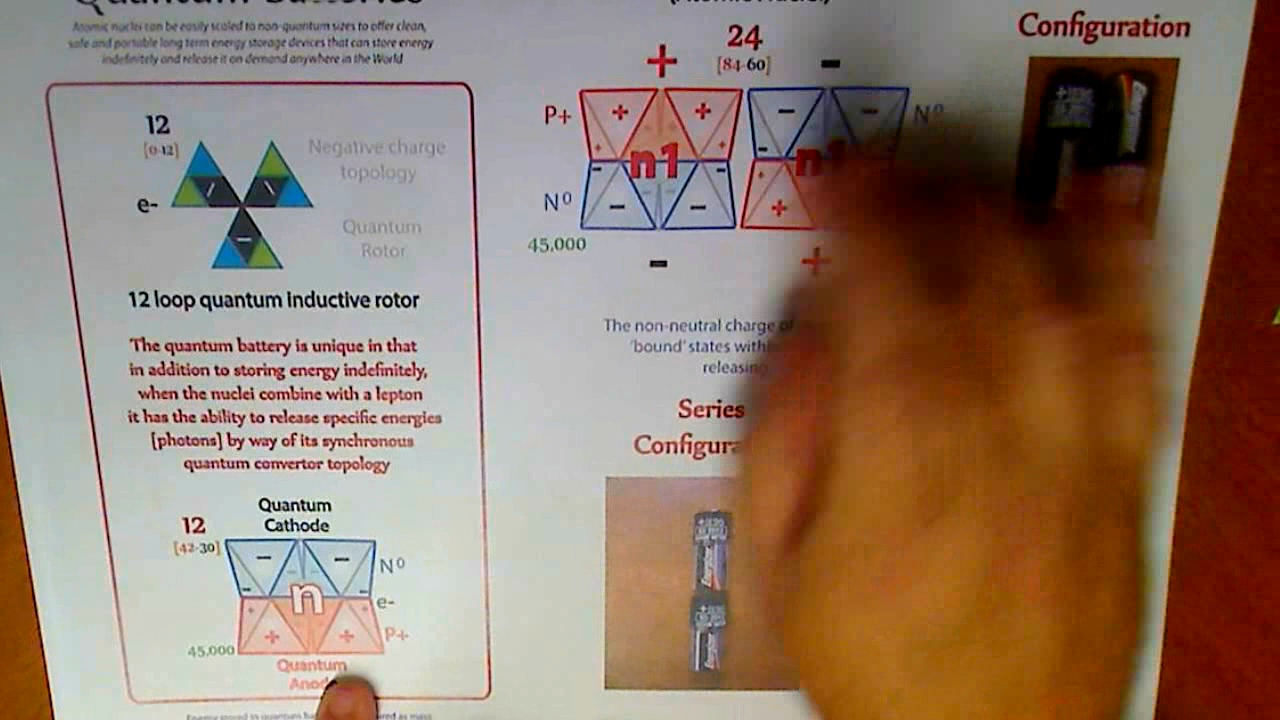 Quantum Batteries
Atomic nuclei can be easily scaled to non-quantum sizes to offer clean,
safe and portable long term energy storage devices that can store energy
indefinitely and release it on demand anywhere in the World
12
[0-12]
e-
Negative charge
topology
Quantum
Rotor
12 loop quantum inductive rotor
The quantum battery is unique in that
in addition to storing energy indefinitely,
when the nuclei combine with a lepton
it has the ability to release specific energies
[photons] by way of its synchronous
quantum convertor topology
Quantum
Cathode
12
[42-30]
N⁰
n
e-
P+
45,000
Quantum
24
[84-60]
+
-
P+
N⁰
n1
n1
N⁰
45,000
-
+
The non-neutral charge of
'bound' states
releasing
Series
Configuration